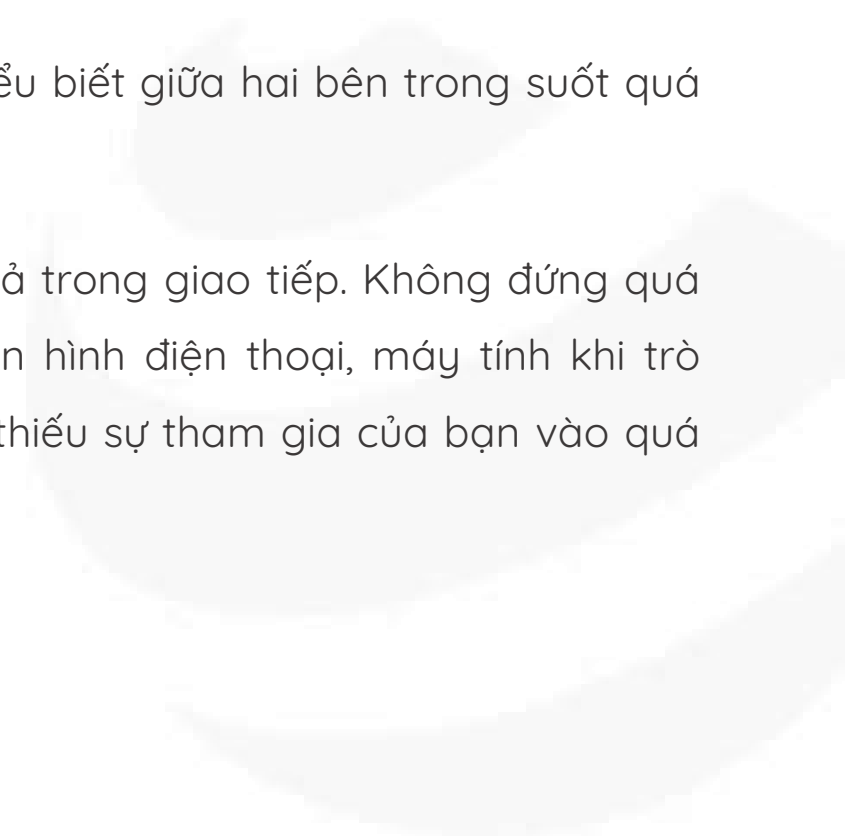 ểu biết giữa hai bên trong suốt quá
ả trong giao tiếp. Không đứng quá
n hình điện thoại, máy tính khi trò
thiếu sự tham gia của bạn vào quá